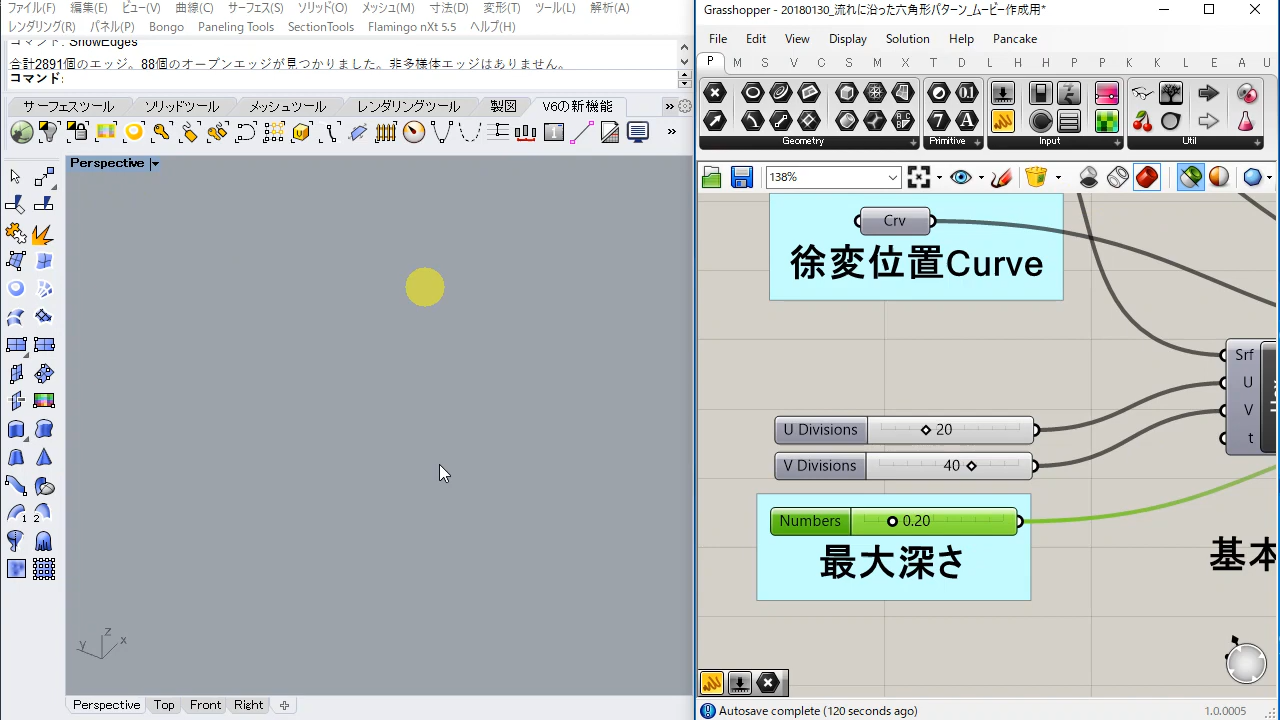 ファイル(F) 編集(E) ビュー(V) 曲線(C) サーフェス(S) ソリッド(O) メッシュ(M) 寸法(D) 変形(T) ツール(L) 解析(A)
レンダリング(R) パネル(P) Bongo Paneling Tools SectionTools Flamingo nXt 5.5 ヘルプ(H)
コマンド: ShowEdges
合計2891個のエッジ。88個のオープンエッジが見つかりました。非多様体エッジはありません。
コマンド:
サーフェスツール ソリッドツール メッシュツール レンダリングツール 製図 V6の新機能 »
»
Perspective
z
y x
Perspective Top Front Right
Grasshopper - 20180130_流れに沿った六角形パターン_ムービー作成用*
File Edit View Display Solution Help Pancake
P M S V C S M I T D X W L L H H P P K K L E A U
Geometry Primitive Input Util
138%
Crv
徐変位置Curve
Srf
U
V
t
U Divisions 20
V Divisions 40
Numbers 0.20
最大深さ
基本
Autosave complete (120 seconds ago)
1.0.0005